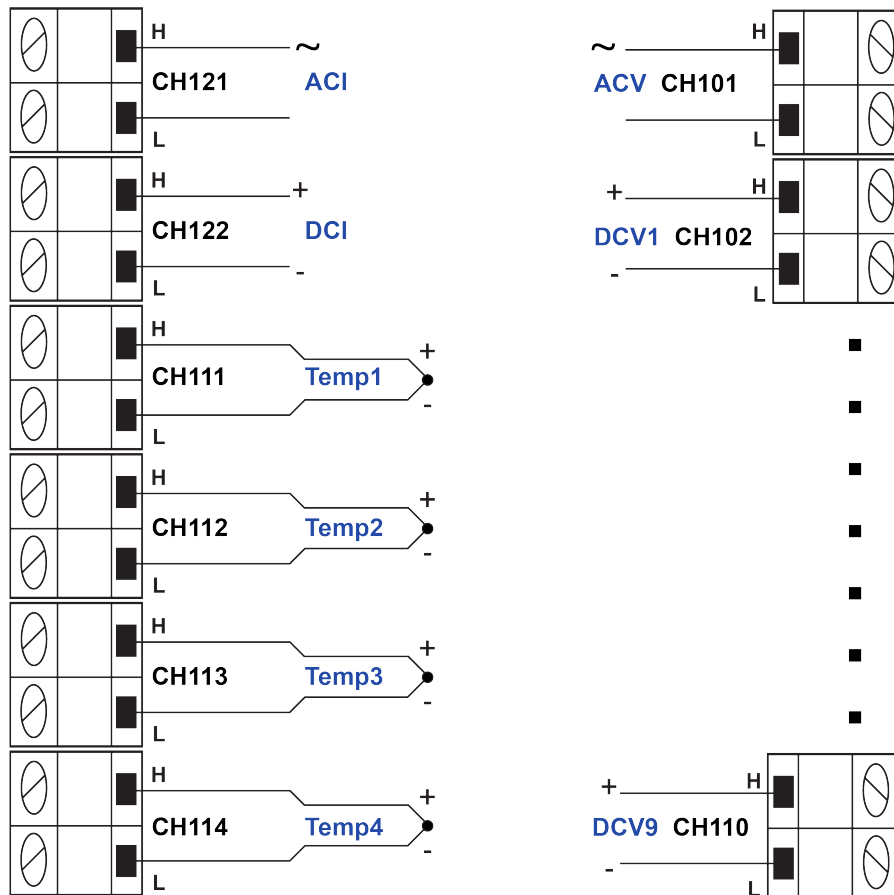 H
~
CH121 ACI
L
H
+
CH122 DCI
-
L
H
+
CH111 Temp1
-
L
H
+
CH112 Temp2
-
L
H
+
CH113 Temp3
-
L
H
+
CH114 Temp4
-
L
H
~
ACV CH101
L
H
+
DCV1 CH102
-
L
H
+
DCV9 CH110
-
L